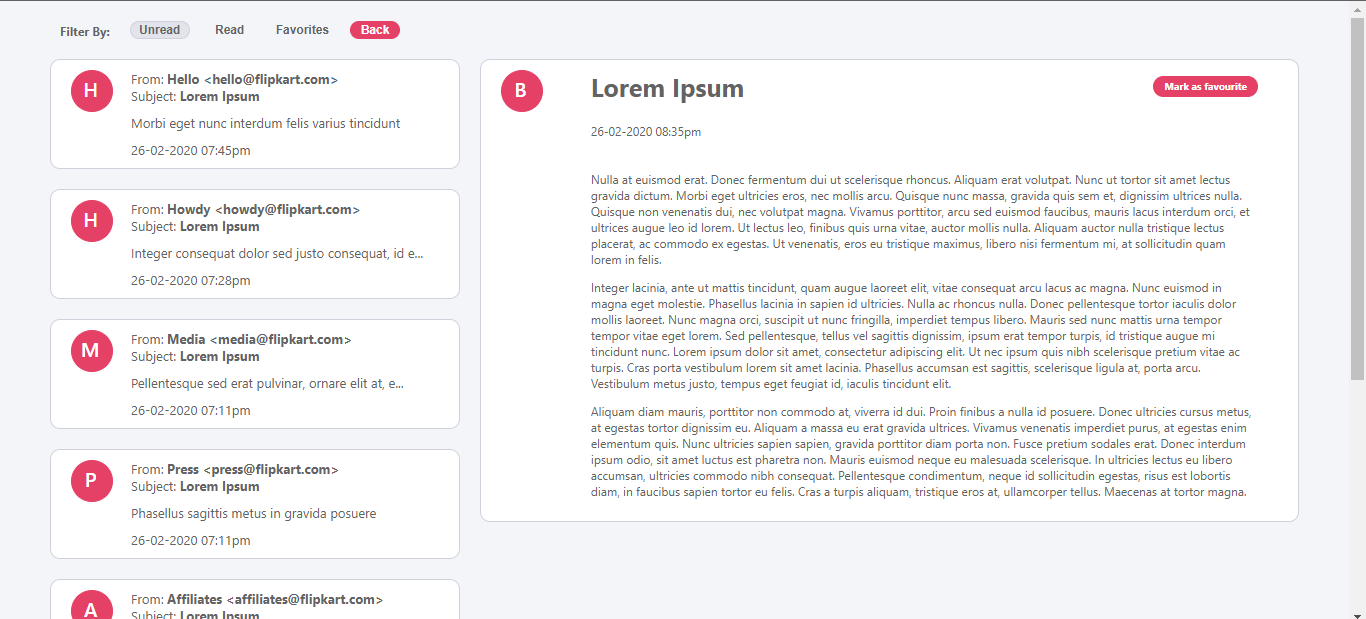 Filter By: Unread Read Favorites Back
H
From: Hello <hello@flipkart.com>
Subject: Lorem Ipsum
Morbi eget nunc interdum felis varius tincidunt
26-02-2020 07:45pm
H
From: Howdy <howdy@flipkart.com>
Subject: Lorem Ipsum
Integer consequat dolor sed justo consequat, id e...
26-02-2020 07:28pm
M
From: Media <media@flipkart.com>
Subject: Lorem Ipsum
Pellentesque sed erat pulvinar, ornare elit at, e...
26-02-2020 07:11pm
P
From: Press <press@flipkart.com>
Subject: Lorem Ipsum
Phasellus sagittis metus in gravida posuere
26-02-2020 07:11pm
A
From: Affiliates <affiliates@flipkart.com>
Subject: Lorem Ipsum
B
Lorem Ipsum
Mark as favourite
26-02-2020 08:35pm
Nulla at euismod erat. Donec fermentum dui ut scelerisque rhoncus. Aliquam erat volutpat. Nunc ut tortor sit amet lectus
gravida dictum. Morbi eget ultricies eros, nec mollis arcu. Quisque nunc massa, gravida quis sem et, dignissim ultrices nulla.
Quisque non venenatis dui, nec volutpat magna. Vivamus porttitor, arcu sed euismod faucibus, mauris lacus interdum orci, et
ultrices augue leo id lorem. Ut lectus leo, finibus quis urna vitae, auctor mollis nulla. Aliquam auctor nulla tristique lectus
placerat, ac commodo ex egestas. Ut venenatis, eros eu tristique maximus, libero nisi fermentum mi, at sollicitudin quam
lorem in felis.
Integer lacinia, ante ut mattis tincidunt, quam augue laoreet elit, vitae consequat arcu lacus ac magna. Nunc euismod in
magna eget molestie. Phasellus lacinia in sapien id ultricies. Nulla ac rhoncus nulla. Donec pellentesque tortor iaculis dolor
mollis laoreet. Nunc magna orci, suscipit ut nunc fringilla, imperdiet tempus libero. Mauris sed nunc mattis urna tempor
tempor vitae eget lorem. Sed pellentesque, tellus vel sagittis dignissim, ipsum erat tempor turpis, id tristique augue mi
tincidunt nunc. Lorem ipsum dolor sit amet, consectetur adipiscing elit. Ut nec ipsum quis nibh scelerisque pretium vitae ac
turpis. Cras porta vestibulum lorem sit amet lacinia. Phasellus accumsan est sagittis, scelerisque ligula at, porta arcu.
Vestibulum metus justo, tempus eget feugiat id, iaculis tincidunt elit.
Aliquam diam mauris, porttitor non commodo at, viverra id dui. Proin finibus a nulla id posuere. Donec ultricies cursus metus,
at egestas tortor dignissim eu. Aliquam a massa eu erat gravida ultrices. Vivamus venenatis imperdiet purus, at egestas enim
elementum quis. Nunc ultricies sapien sapien, gravida porttitor diam porta non. Fusce pretium sodales erat. Donec interdum
ipsum odio, sit amet luctus est pharetra non. Mauris euismod neque eu malesuada scelerisque. In ultricies lectus eu libero
accumsan, ultricies commodo nibh consequat. Pellentesque condimentum, neque id sollicitudin egestas, risus est lobortis
diam, in faucibus sapien tortor eu felis. Cras a turpis aliquam, tristique eros at, ullamcorper tellus. Maecenas at tortor magna.